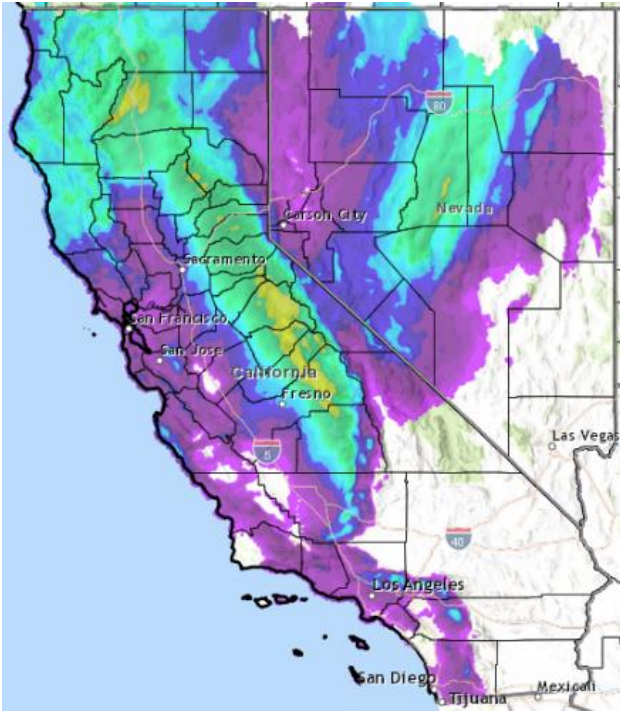 80
Nevada
Carson City
Sacramento
San Francisco
San Jose
California
Fresno
Las Vegas
5
40
Los Angeles
San Diego
Mexicali
Tijuana